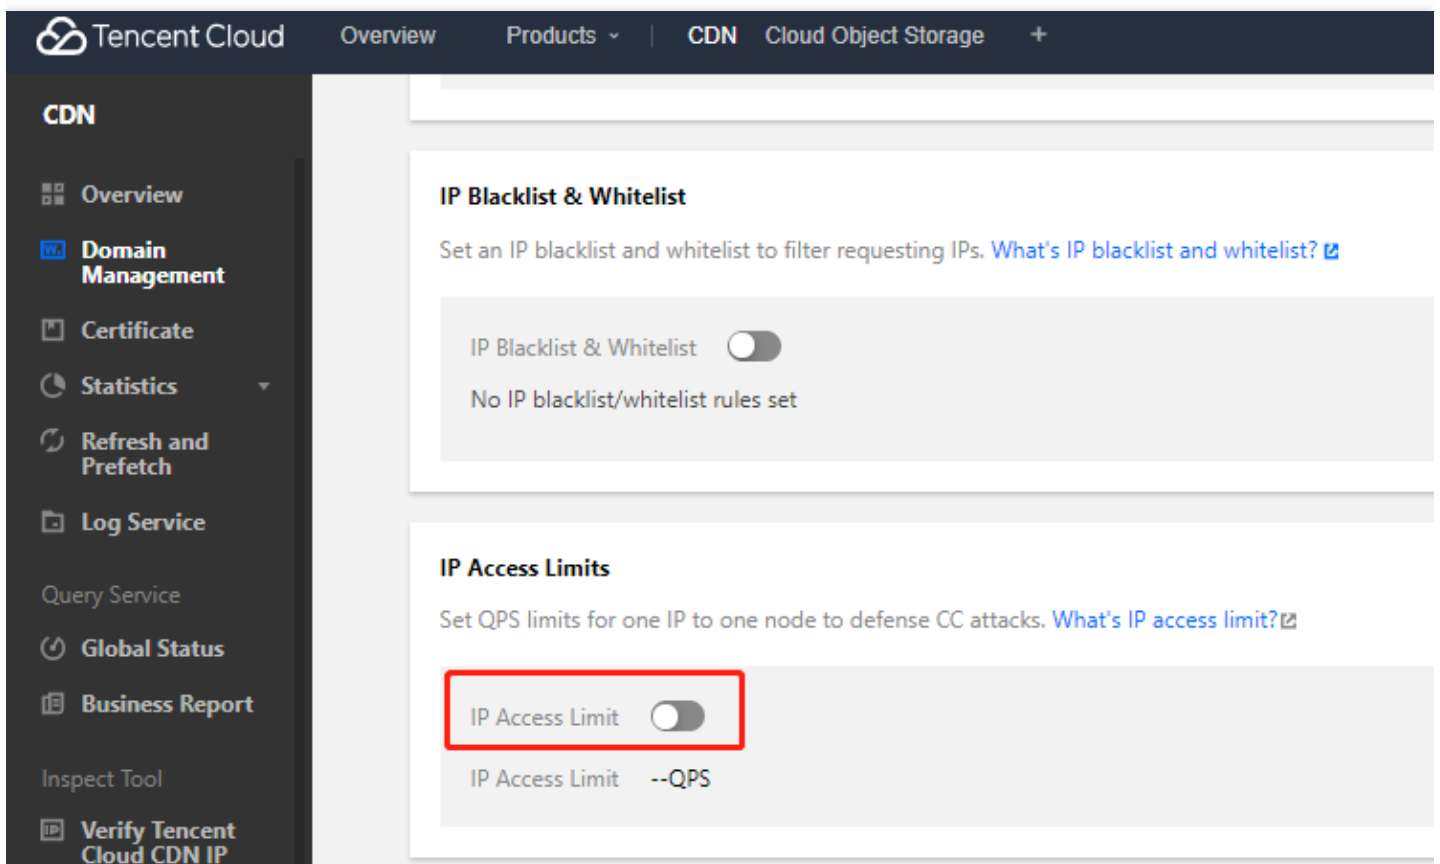 Tencent Cloud
Overview
Products
CDN
Cloud Object Storage
+
CDN
Overview
Domain
Management
Certificate
Statistics
Refresh and
Prefetch
Log Service
Query Service
Global Status
Business Report
Inspect Tool
IP
Verify Tencent
Cloud CDN IP
IP Blacklist & Whitelist
Set an IP blacklist and whitelist to filter requesting IPs. What's IP blacklist and whitelist?
IP Blacklist & Whitelist
No IP blacklist/whitelist rules set
IP Access Limits
Set QPS limits for one IP to one node to defense CC attacks. What's IP access limit?
IP Access Limit
IP Access Limit --QPS